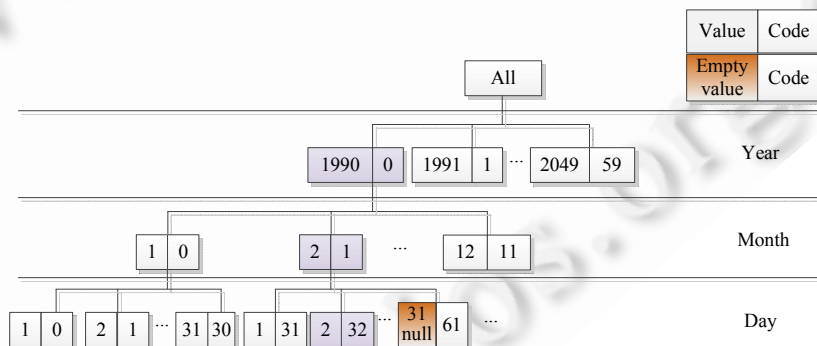 Value Code
Empty value Code
All
1990 0 1991 1 ... 2049 59 Year
1 0 2 1 ... 12 11 Month
1 0 2 1 ... 31 30 1 31 2 32 ... 31 null 61 ... Day